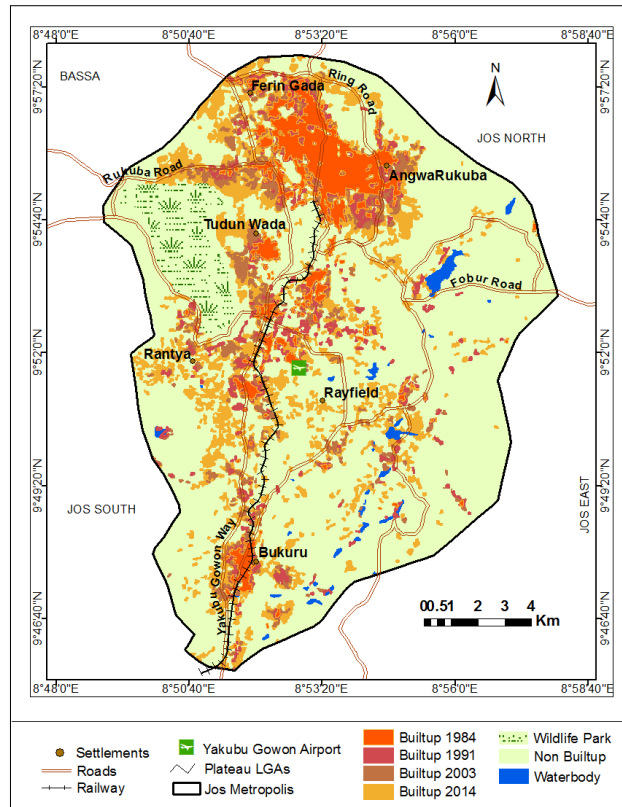 8°48'0"E 8°50'40"E 8°53'20"E 8°56'0"E 8°58'40"E
BASSA
N
9°57'20"N
9°57'20"N
Ferin Gada
Ring Road
JOS NORTH
Rukuba Road
AngwaRukuba
9°54'40"N
9°54'40"N
Tudun Wada
Fobur Road
9°52'0"N
9°52'0"N
Rantya
Rayfield
9°49'20"N
9°49'20"N
JOS SOUTH
JOS EAST
Yakubu Gowon Way
Bukuru
9°46'40"N
9°46'40"N
00.51 2 3 4
Km
8°48'0"E 8°50'40"E 8°53'20"E 8°56'0"E 8°58'40"E
Settlements
Roads
Railway
Yakubu Gowon Airport
Plateau LGAs
Jos Metropolis
Builtup 1984
Builtup 1991
Builtup 2003
Builtup 2014
Wildlife Park
Non Builtup
Waterbody